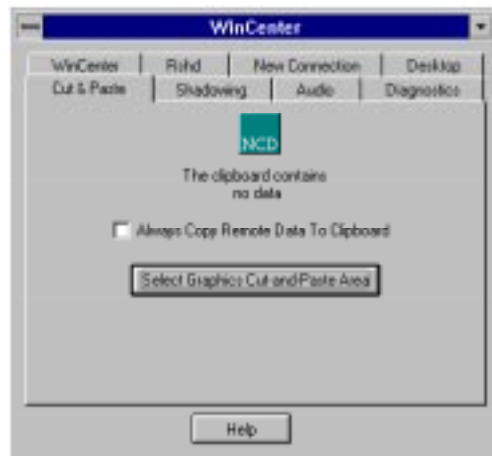 WinCenter
WinCenter Rshd New Connection Desktop
Cut & Paste Shadowing Audio Diagnostics
NCD
The clipboard contains
no data
Always Copy Remote Data To Clipboard
Select Graphics Cut-and-Paste Area
Help